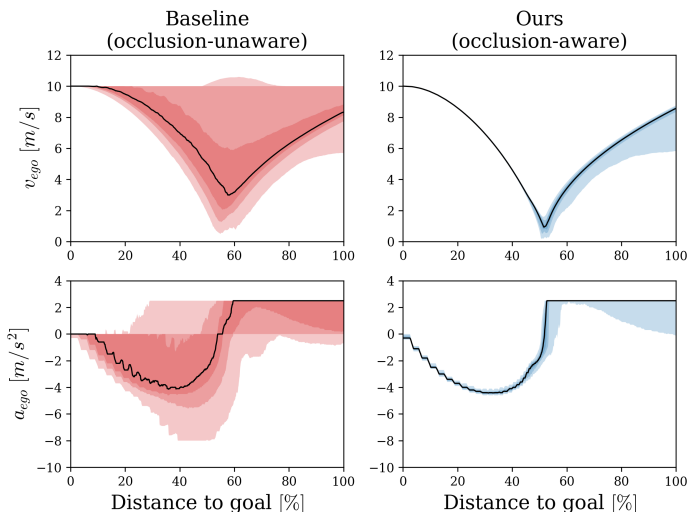 Baseline
(occlusion-unaware)
Ours
(occlusion-aware)
v_ego [m/s]
12
10
8
6
4
2
0
0 20 40 60 80 100
12
10
8
6
4
2
0
0 20 40 60 80 100
a_ego [m/s²]
4
2
0
−2
−4
−6
−8
−10
0 20 40 60 80 100
Distance to goal [%]
4
2
0
−2
−4
−6
−8
−10
0 20 40 60 80 100
Distance to goal [%]